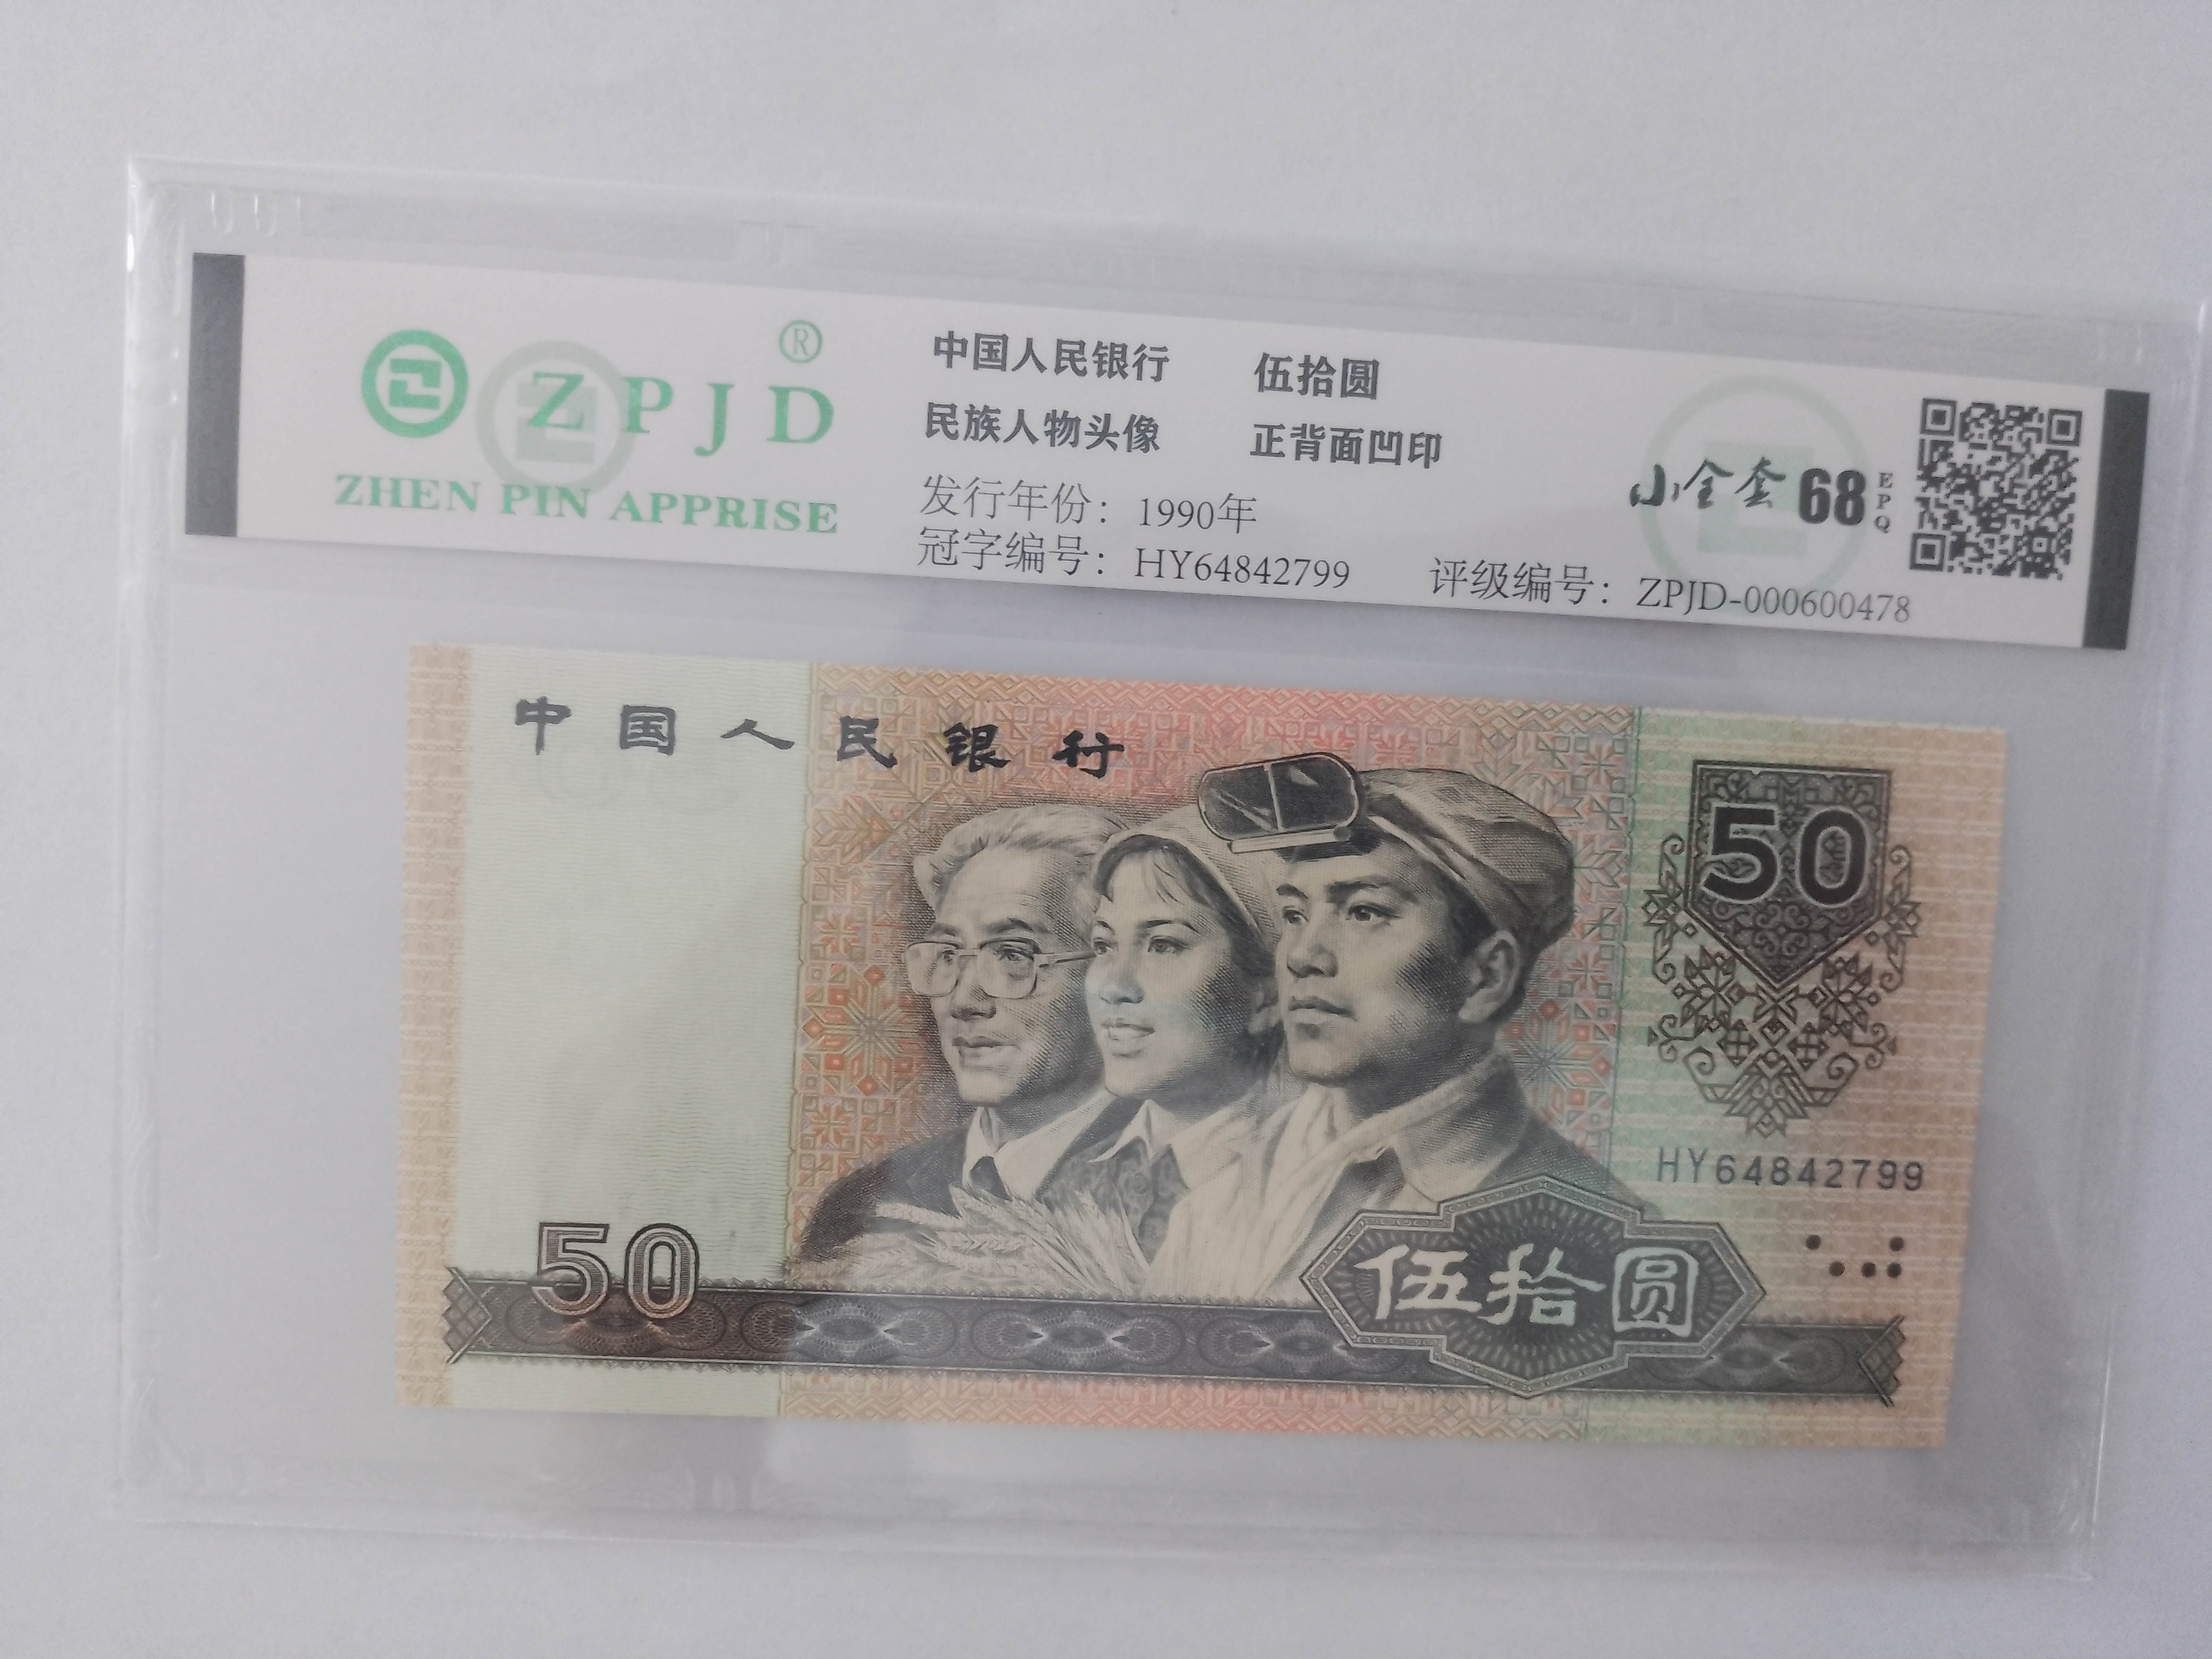 ® 
Z P J D
ZHEN PIN APPRISE
中国人民银行 伍拾圆
民族人物头像 正背面凹印
发行年份：1990年
冠字编号：HY64842799 评级编号：ZPJD-000600478
小全套 68 EPQ
中国人民银行
50
HY64842799
50
伍拾圆